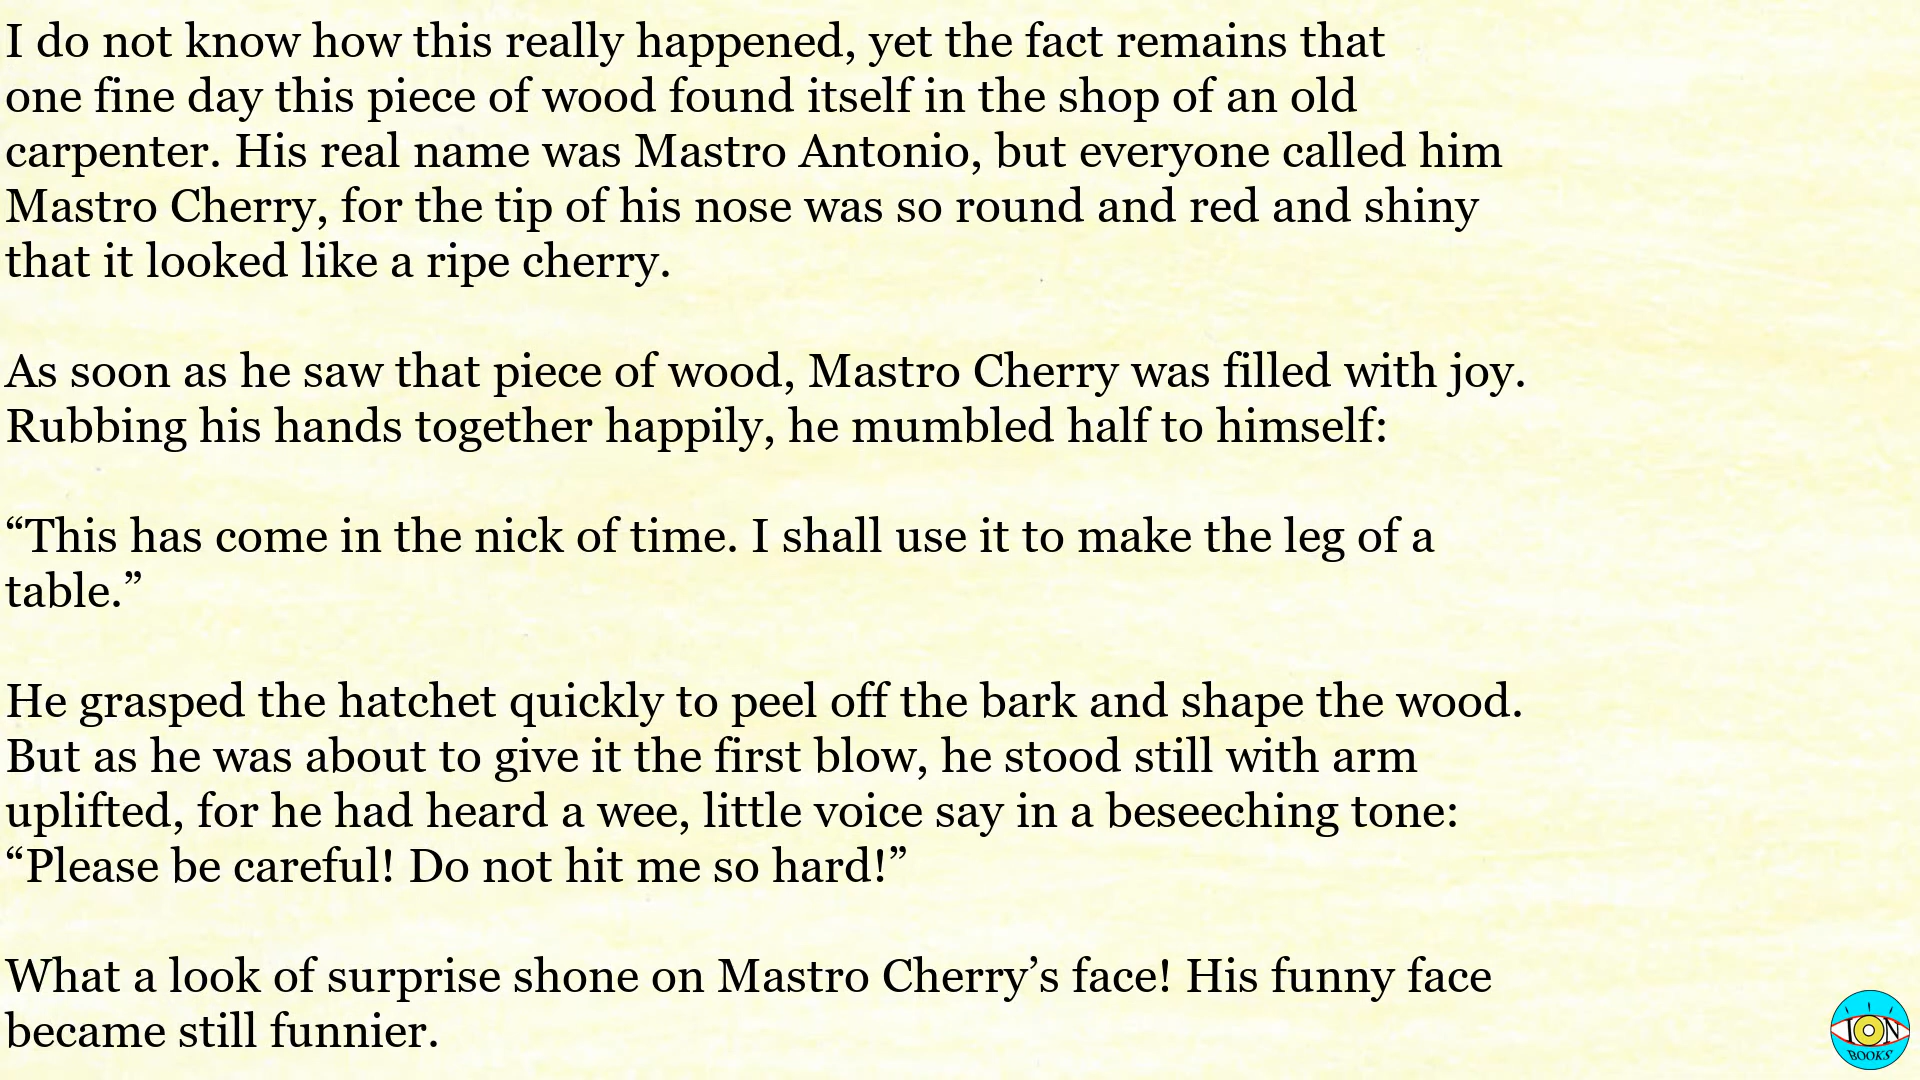 I do not know how this really happened, yet the fact remains that
one fine day this piece of wood found itself in the shop of an old
carpenter. His real name was Mastro Antonio, but everyone called him
Mastro Cherry, for the tip of his nose was so round and red and shiny
that it looked like a ripe cherry.
As soon as he saw that piece of wood, Mastro Cherry was filled with joy.
Rubbing his hands together happily, he mumbled half to himself:
“This has come in the nick of time. I shall use it to make the leg of a
table.”
He grasped the hatchet quickly to peel off the bark and shape the wood.
But as he was about to give it the first blow, he stood still with arm
uplifted, for he had heard a wee, little voice say in a beseeching tone:
“Please be careful! Do not hit me so hard!”
What a look of surprise shone on Mastro Cherry’s face! His funny face
became still funnier.
ION
BOOKS